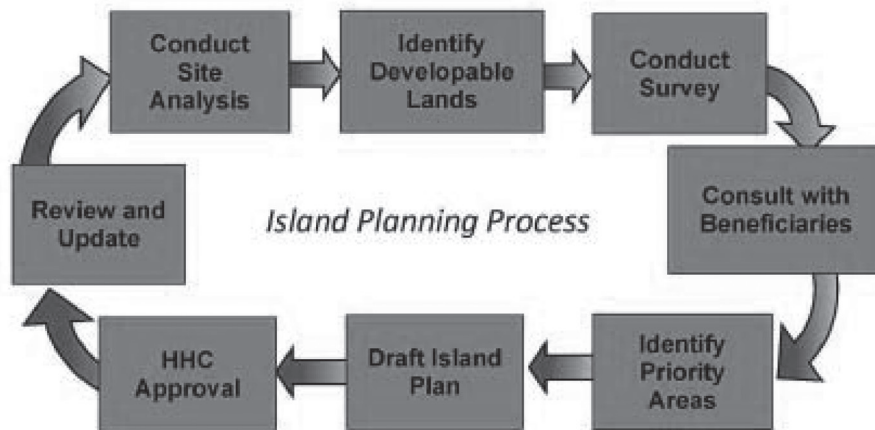 Conduct
Site
Analysis
Identify
Developable
Lands
Conduct
Survey
Consult with
Beneficiaries
Identify
Priority
Areas
Draft Island
Plan
HHC
Approval
Review and
Update
Island Planning Process